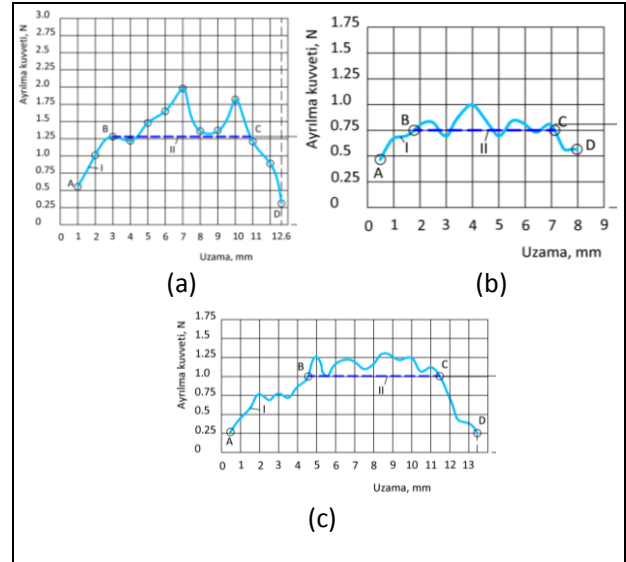 Ayrılma kuvveti, N
3.0
2.5
2.25
2.0
1.75
1.5
1.25
1.0
0.75
0.5
0.25
0
A
I
B
II
C
D
0 1 2 3 4 5 6 7 8 9 10 11 12.6
Uzama, mm
(a)
Ayrılma kuvveti, N
1.75
1.5
1.25
1.0
0.75
0.5
0.25
0
A
I
B
II
C
D
0 1 2 3 4 5 6 7 8 9
Uzama, mm
(b)
Ayrılma kuvveti, N
1.75
1.5
1.25
1.0
0.75
0.5
0.25
0
A
I
B
II
C
D
0 1 2 3 4 5 6 7 8 9 10 11 12 13
Uzama, mm
(c)